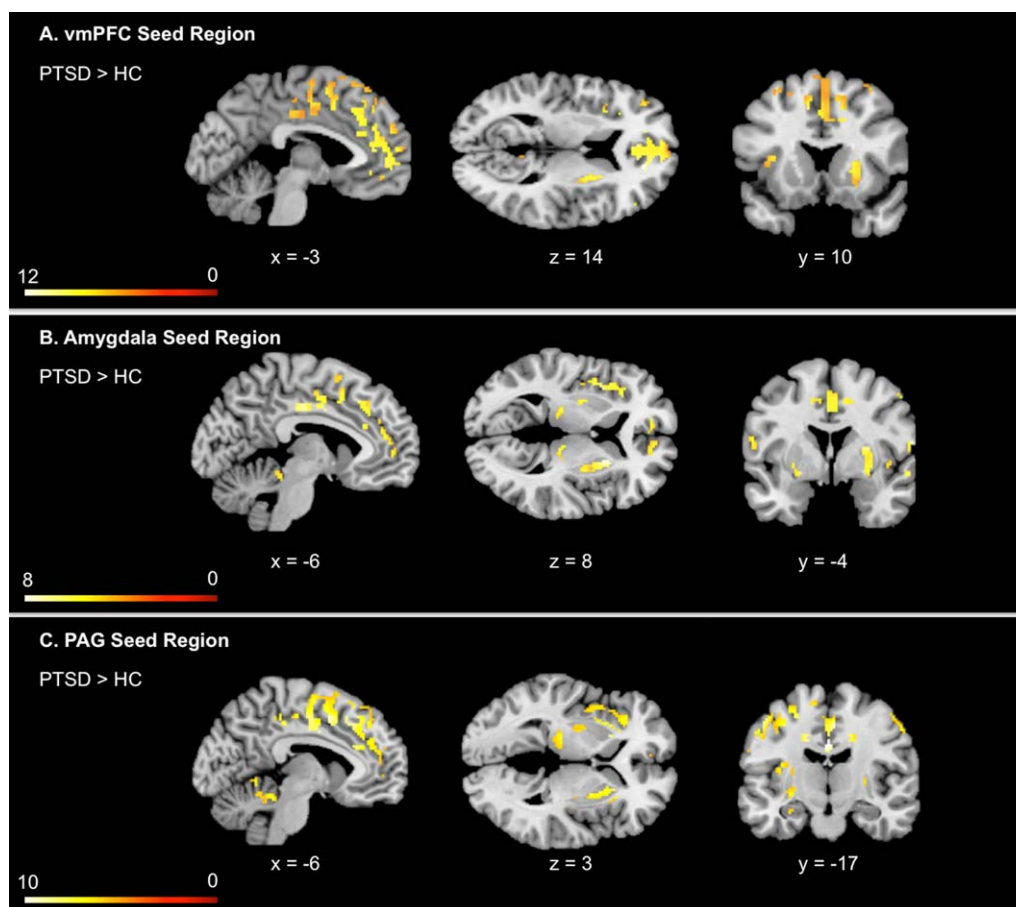 A. vmPFC Seed Region
PTSD > HC
x = -3
z = 14
y = 10
12
0
B. Amygdala Seed Region
PTSD > HC
x = -6
z = 8
y = -4
8
0
C. PAG Seed Region
PTSD > HC
x = -6
z = 3
y = -17
10
0